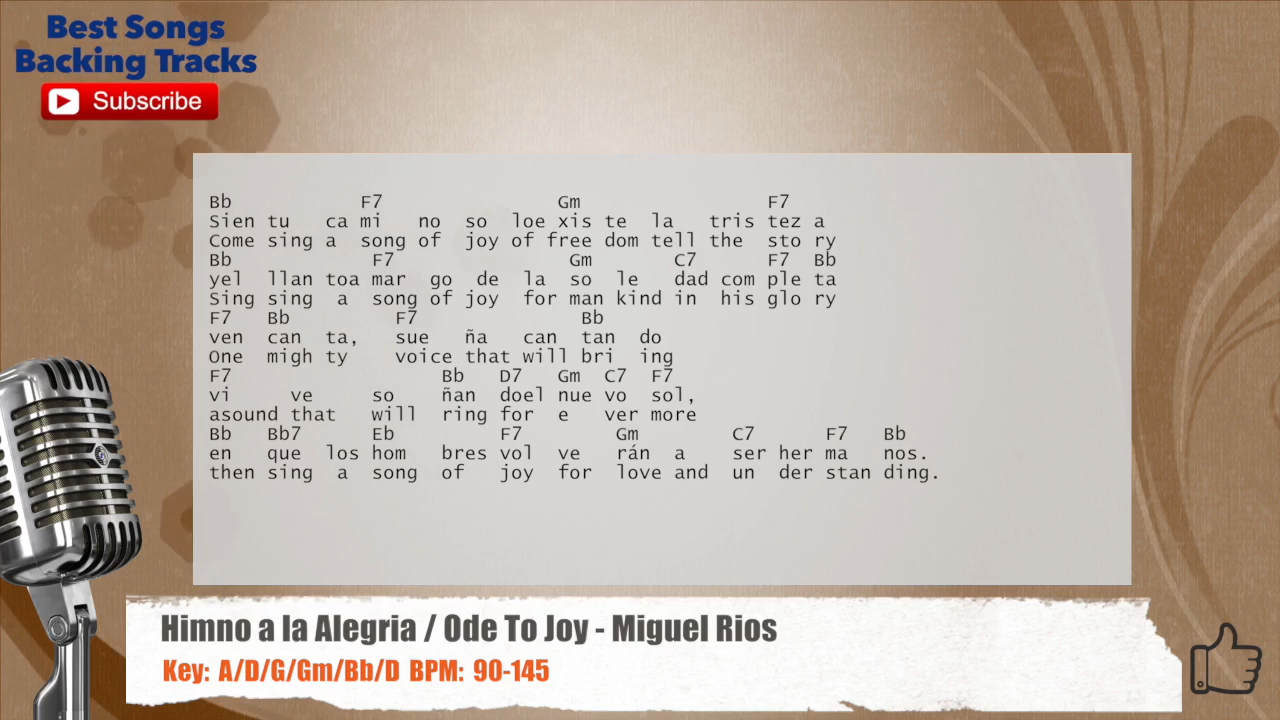 Best Songs
Backing Tracks
Subscribe
Bb F7 Gm F7
Sien tu ca mi no so loe xis te la tris tez a
Come sing a song of joy of free dom tell the sto ry
Bb F7 Gm C7 F7 Bb
yel llan toa mar go de la so le dad com ple ta
Sing sing a song of joy for man kind in his glo ry
F7 Bb F7 Bb
ven can ta, sue ña can tan do
One migh ty voice that will bri ing
F7 Bb D7 Gm C7 F7
vi ve so ñan doel nue vo sol,
asound that will ring for e ver more
Bb Bb7 Eb F7 Gm C7 F7 Bb
en que los hom bres vol ve rán a ser her ma nos.
then sing a song of joy for love and un der stan ding.
Himno a la Alegria / Ode To Joy - Miguel Rios
Key: A/D/G/Gm/Bb/D BPM: 90-145